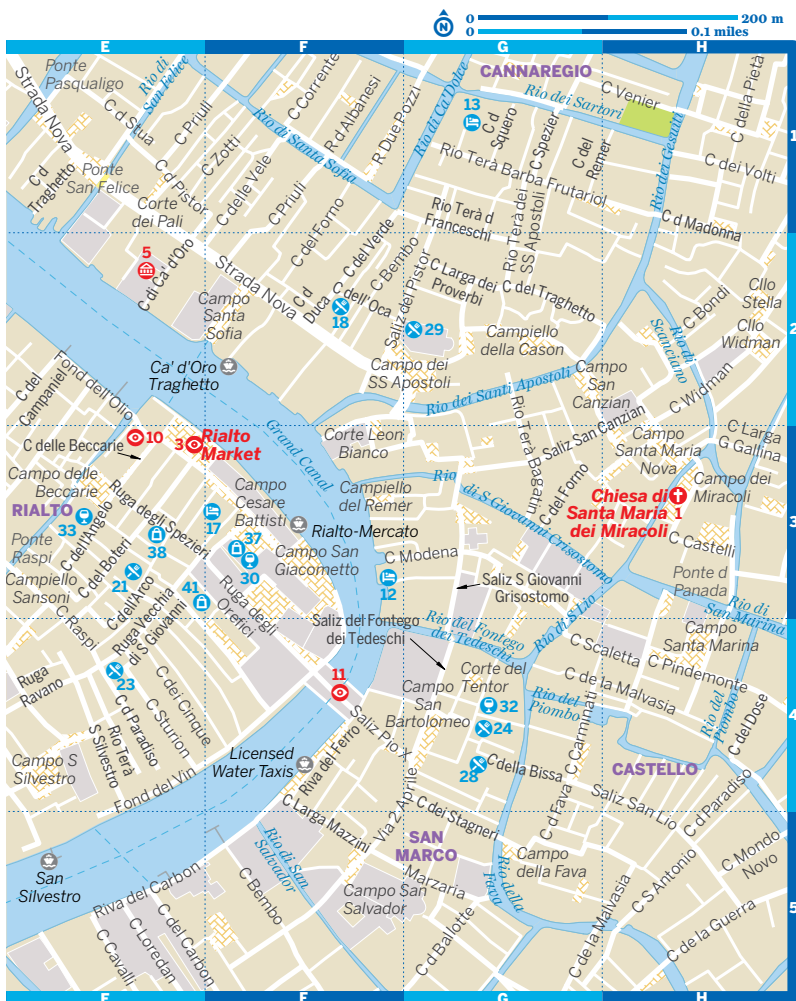 N
0
200 m
0
0.1 miles
E
F
G
H
1
2
3
4
5
CANNAREGIO
Ponte
Pasqualigo
Rio di
San Felice
Strada Nova
C d Stua
C Priuli
C Zotti
C Corrente
R d Albanesi
R Due Pozzi
Rio di Ca' Dolce
13
C d
Squero
Rio dei Sartori
C Venier
C della Pietà
C Spezier
C del
Remer
Rio dei Gesuiti
C dei Volti
Rio di Santa Sofia
Rio Terà Barba Frutariol
C d
Traghetto
Ponte
San Felice
C d Pistor
C delle Vele
C Priuli
Corte
dei Pali
C del Forno
Rio Terà d
Franceschi
Rio Terà dei
SS Apostoli
C d Madonna
5
C di Ca' d'Oro
Strada Nova
C del Verde
C Bembo
C Larga dei
Proverbi
C del Traghetto
Campo
Santa
Sofia
C d
Duca
C dell'Oca
18
Saliz del Pistor
29
Campiello
della Cason
Rio di
Scanciano
C Bondi
Cllo
Stella
Cllo
Widman
Ca' d'Oro
Traghetto
Campo dei
SS Apostoli
Campo
San
Canzian
C Widman
Fond dell'Olio
C del
Campaniel
Rio dei Santi Apostoli
Rio Terà Bagatin
Saliz San Canzian
C Larga
G Gallina
C delle Beccarie
10
3
Rialto
Market
Grand Canal
Corte Leon
Bianco
Campo
Santa Maria
Nova
Campo delle
Beccarie
RIALTO
33
C dell'Angelo
Ruga degli Spezieri
17
Campo
Cesare
Battisti
Campiello
del Remer
Rio
di S Giovanni Crisostomo
C del Forno
Chiesa di
Santa Maria
dei Miracoli
1
Campo dei
Miracoli
38
37
30
Rialto-Mercato
Campo San
Giacometto
C Modena
C Castelli
Ponte
Raspi
C dei Boteri
21
12
Saliz S Giovanni
Grisostomo
Ponte d
Panada
Campiello
Sansoni
C dell'Arco
41
Ruga degli
Orefici
C Raspi
Ruga Vecchia
di S Giovanni
Saliz del Fontego
dei Tedeschi
Rio del Fontego
dei Tedeschi
Rio di S Lio
Rio di
San Marina
C Scaletta
Campo
Santa Marina
Ruga
Ravano
23
11
Corte del
Tentor
C de la Malvasia
C Pindemonte
C dei Cinque
C Sturion
C d Paradiso
Rio Terà
S Silvestro
Campo
San
Bartolomeo
32
24
Rio del
Piombo
Rio del
Piombo
C del Dose
Campo S
Silvestro
Licensed
Water Taxis
Saliz Pio X
Riva del Ferro
28
C della Bissa
C Carminati
CASTELLO
Fond del Vin
Via 2 Aprile
C dei Stagneri
C d Fava
Saliz San Lio
C d Paradiso
C Larga Mazzini
SAN
MARCO
San
Silvestro
Rio di San
Salvador
Campo San
Salvador
Marzaria
Rio della
Fava
Campo
della Fava
C Mondo
Novo
Riva del Carbon
C Bembo
C S Antonio
C de la Malvasia
C de la Guerra
C Cavalli
C Loredan
C del Carbon
C d Ballotte